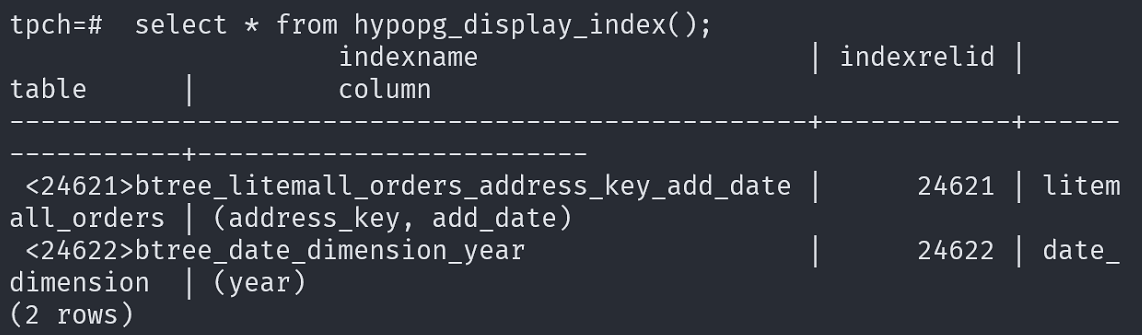 tpch=#  select * from hypopg_display_index();
                     indexname                     | indexrelid |
table      |         column
---------------------------------------------------+------------+------
-----------+-------------------------
 <24621>btree_litemall_orders_address_key_add_date |      24621 | litem
all_orders | (address_key, add_date)
 <24622>btree_date_dimension_year                  |      24622 | date_
dimension  | (year)
(2 rows)